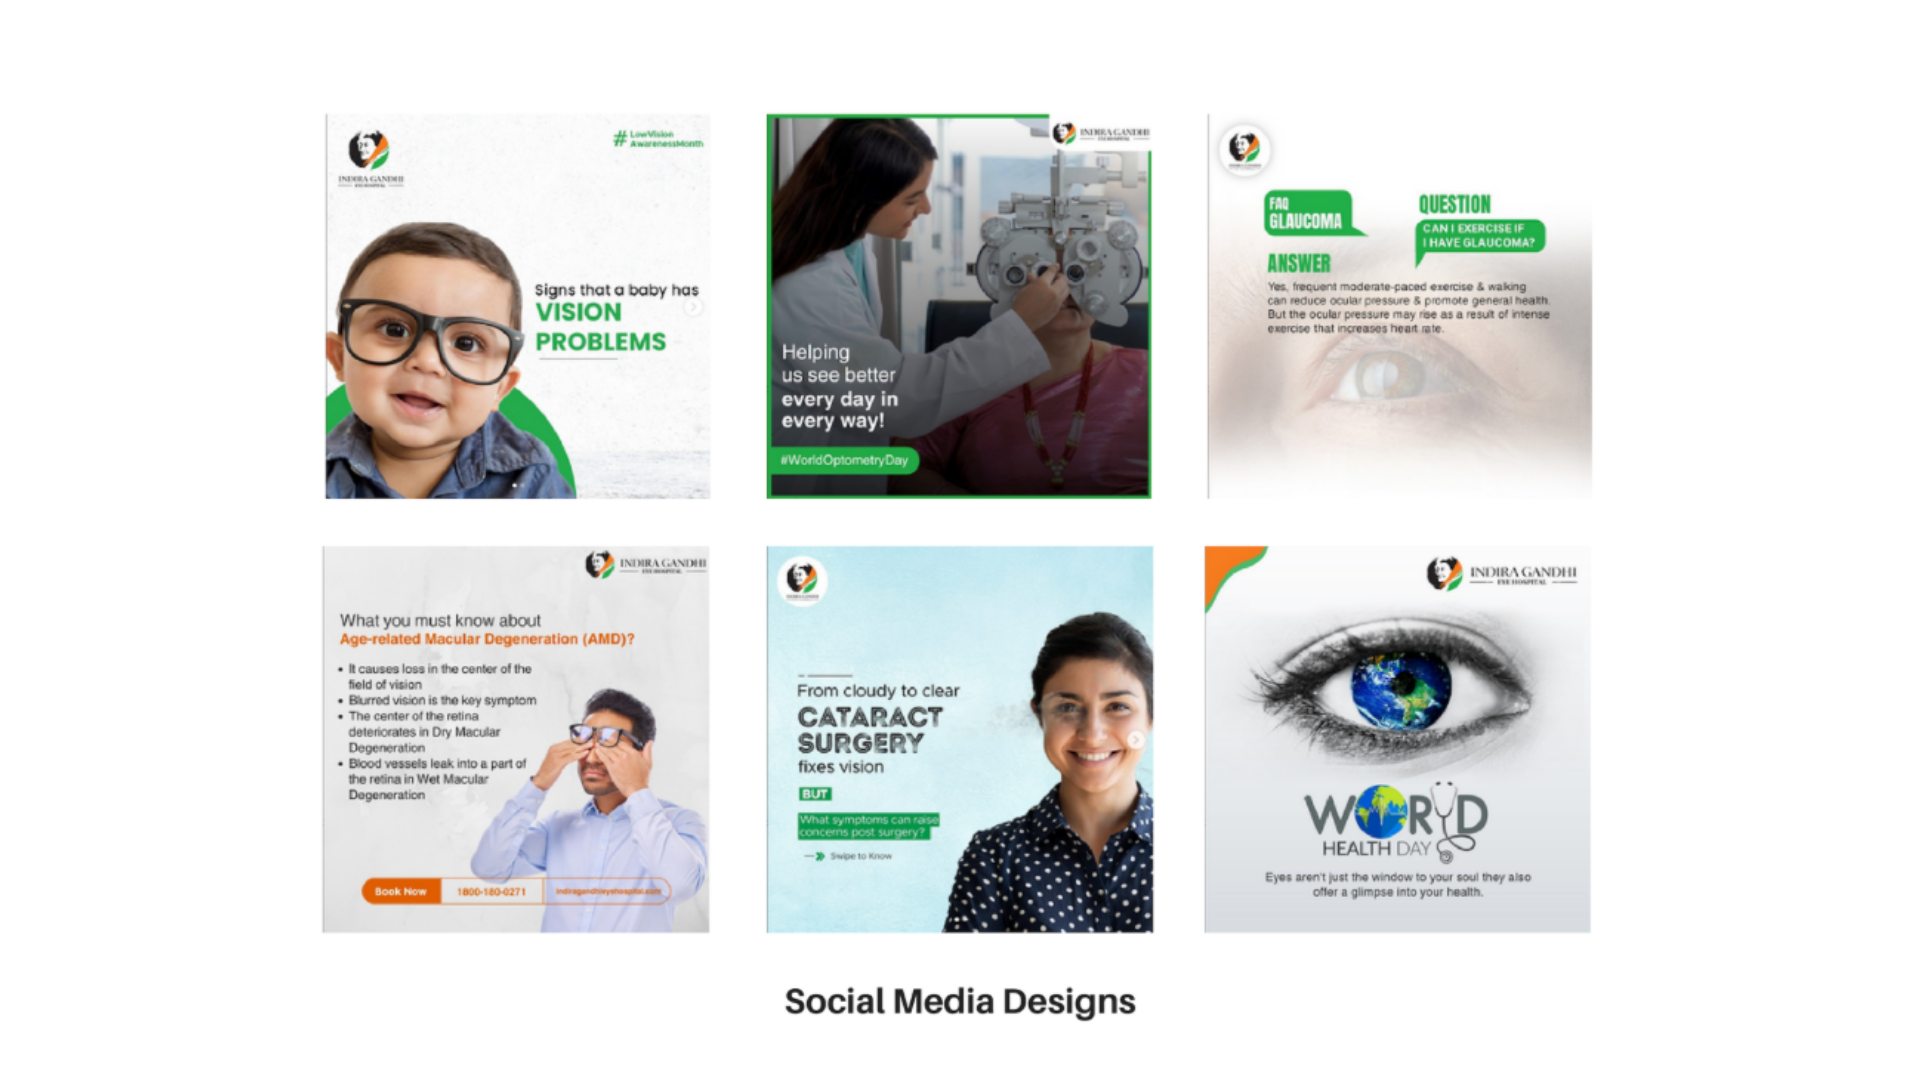 INDIRA GANDHI
EYE HOSPITAL
# LowVision
AwarenessMonth
Signs that a baby has
VISION
PROBLEMS
INDIRA GANDHI
EYE HOSPITAL
Helping
us see better
every day in
every way!
#WorldOptometryDay
FAQ
GLAUCOMA
QUESTION
CAN I EXERCISE IF
I HAVE GLAUCOMA?
ANSWER
Yes, frequent moderate-paced exercise & walking
can reduce ocular pressure & promote general health.
But the ocular pressure may rise as a result of intense
exercise that increases heart rate.
INDIRA GANDHI
EYE HOSPITAL
What you must know about
Age-related Macular Degeneration (AMD)?
• It causes loss in the center of the
field of vision
• Blurred vision is the key symptom
• The center of the retina
deteriorates in Dry Macular
Degeneration
• Blood vessels leak into a part of
the retina in Wet Macular
Degeneration
Book Now
1800-180-0271
indiragandhieyehospital.com
From cloudy to clear
CATARACT
SURGERY
fixes vision
BUT
What symptoms can raise
concerns post surgery?
Swipe to Know
INDIRA GANDHI
EYE HOSPITAL
WORLD
HEALTH DAY
Eyes aren't just the window to your soul they also
offer a glimpse into your health.
Social Media Designs